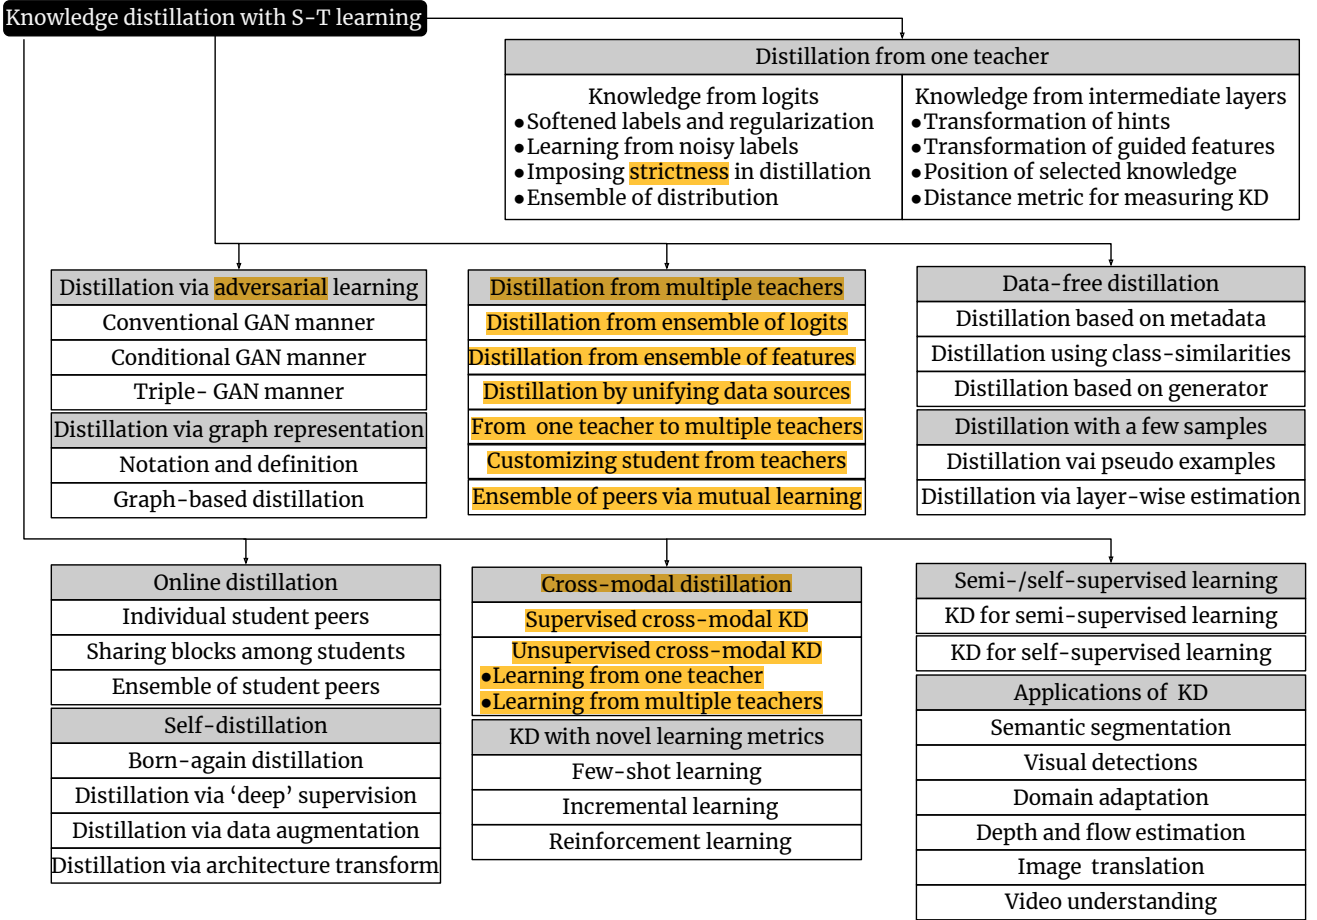 Knowledge distillation with S-T learning
Distillation from one teacher
Knowledge from logits
●Softened labels and regularization
●Learning from noisy labels
●Imposing strictness in distillation
●Ensemble of distribution
Knowledge from intermediate layers
●Transformation of hints
●Transformation of guided features
●Position of selected knowledge
●Distance metric for measuring KD
Distillation via adversarial learning
Conventional GAN manner
Conditional GAN manner
Triple- GAN manner
Distillation via graph representation
Notation and definition
Graph-based distillation
Distillation from multiple teachers
Distillation from ensemble of logits
Distillation from ensemble of features
Distillation by unifying data sources
From one teacher to multiple teachers
Customizing student from teachers
Ensemble of peers via mutual learning
Data-free distillation
Distillation based on metadata
Distillation using class-similarities
Distillation based on generator
Distillation with a few samples
Distillation vai pseudo examples
Distillation via layer-wise estimation
Online distillation
Individual student peers
Sharing blocks among students
Ensemble of student peers
Self-distillation
Born-again distillation
Distillation via ‘deep’ supervision
Distillation via data augmentation
Distillation via architecture transform
Cross-modal distillation
Supervised cross-modal KD
Unsupervised cross-modal KD
●Learning from one teacher
●Learning from multiple teachers
KD with novel learning metrics
Few-shot learning
Incremental learning
Reinforcement learning
Semi-/self-supervised learning
KD for semi-supervised learning
KD for self-supervised learning
Applications of KD
Semantic segmentation
Visual detections
Domain adaptation
Depth and flow estimation
Image translation
Video understanding